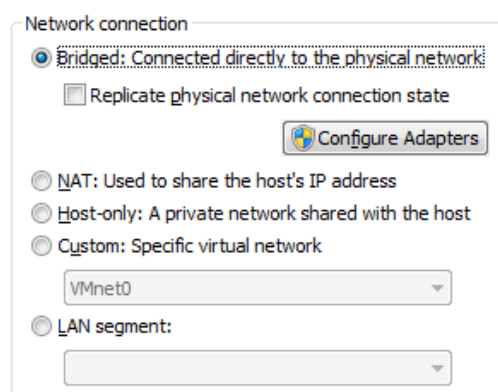 Network connection
Bridged: Connected directly to the physical network
Replicate physical network connection state
Configure Adapters
NAT: Used to share the host's IP address
Host-only: A private network shared with the host
Custom: Specific virtual network
VMnet0
LAN segment: